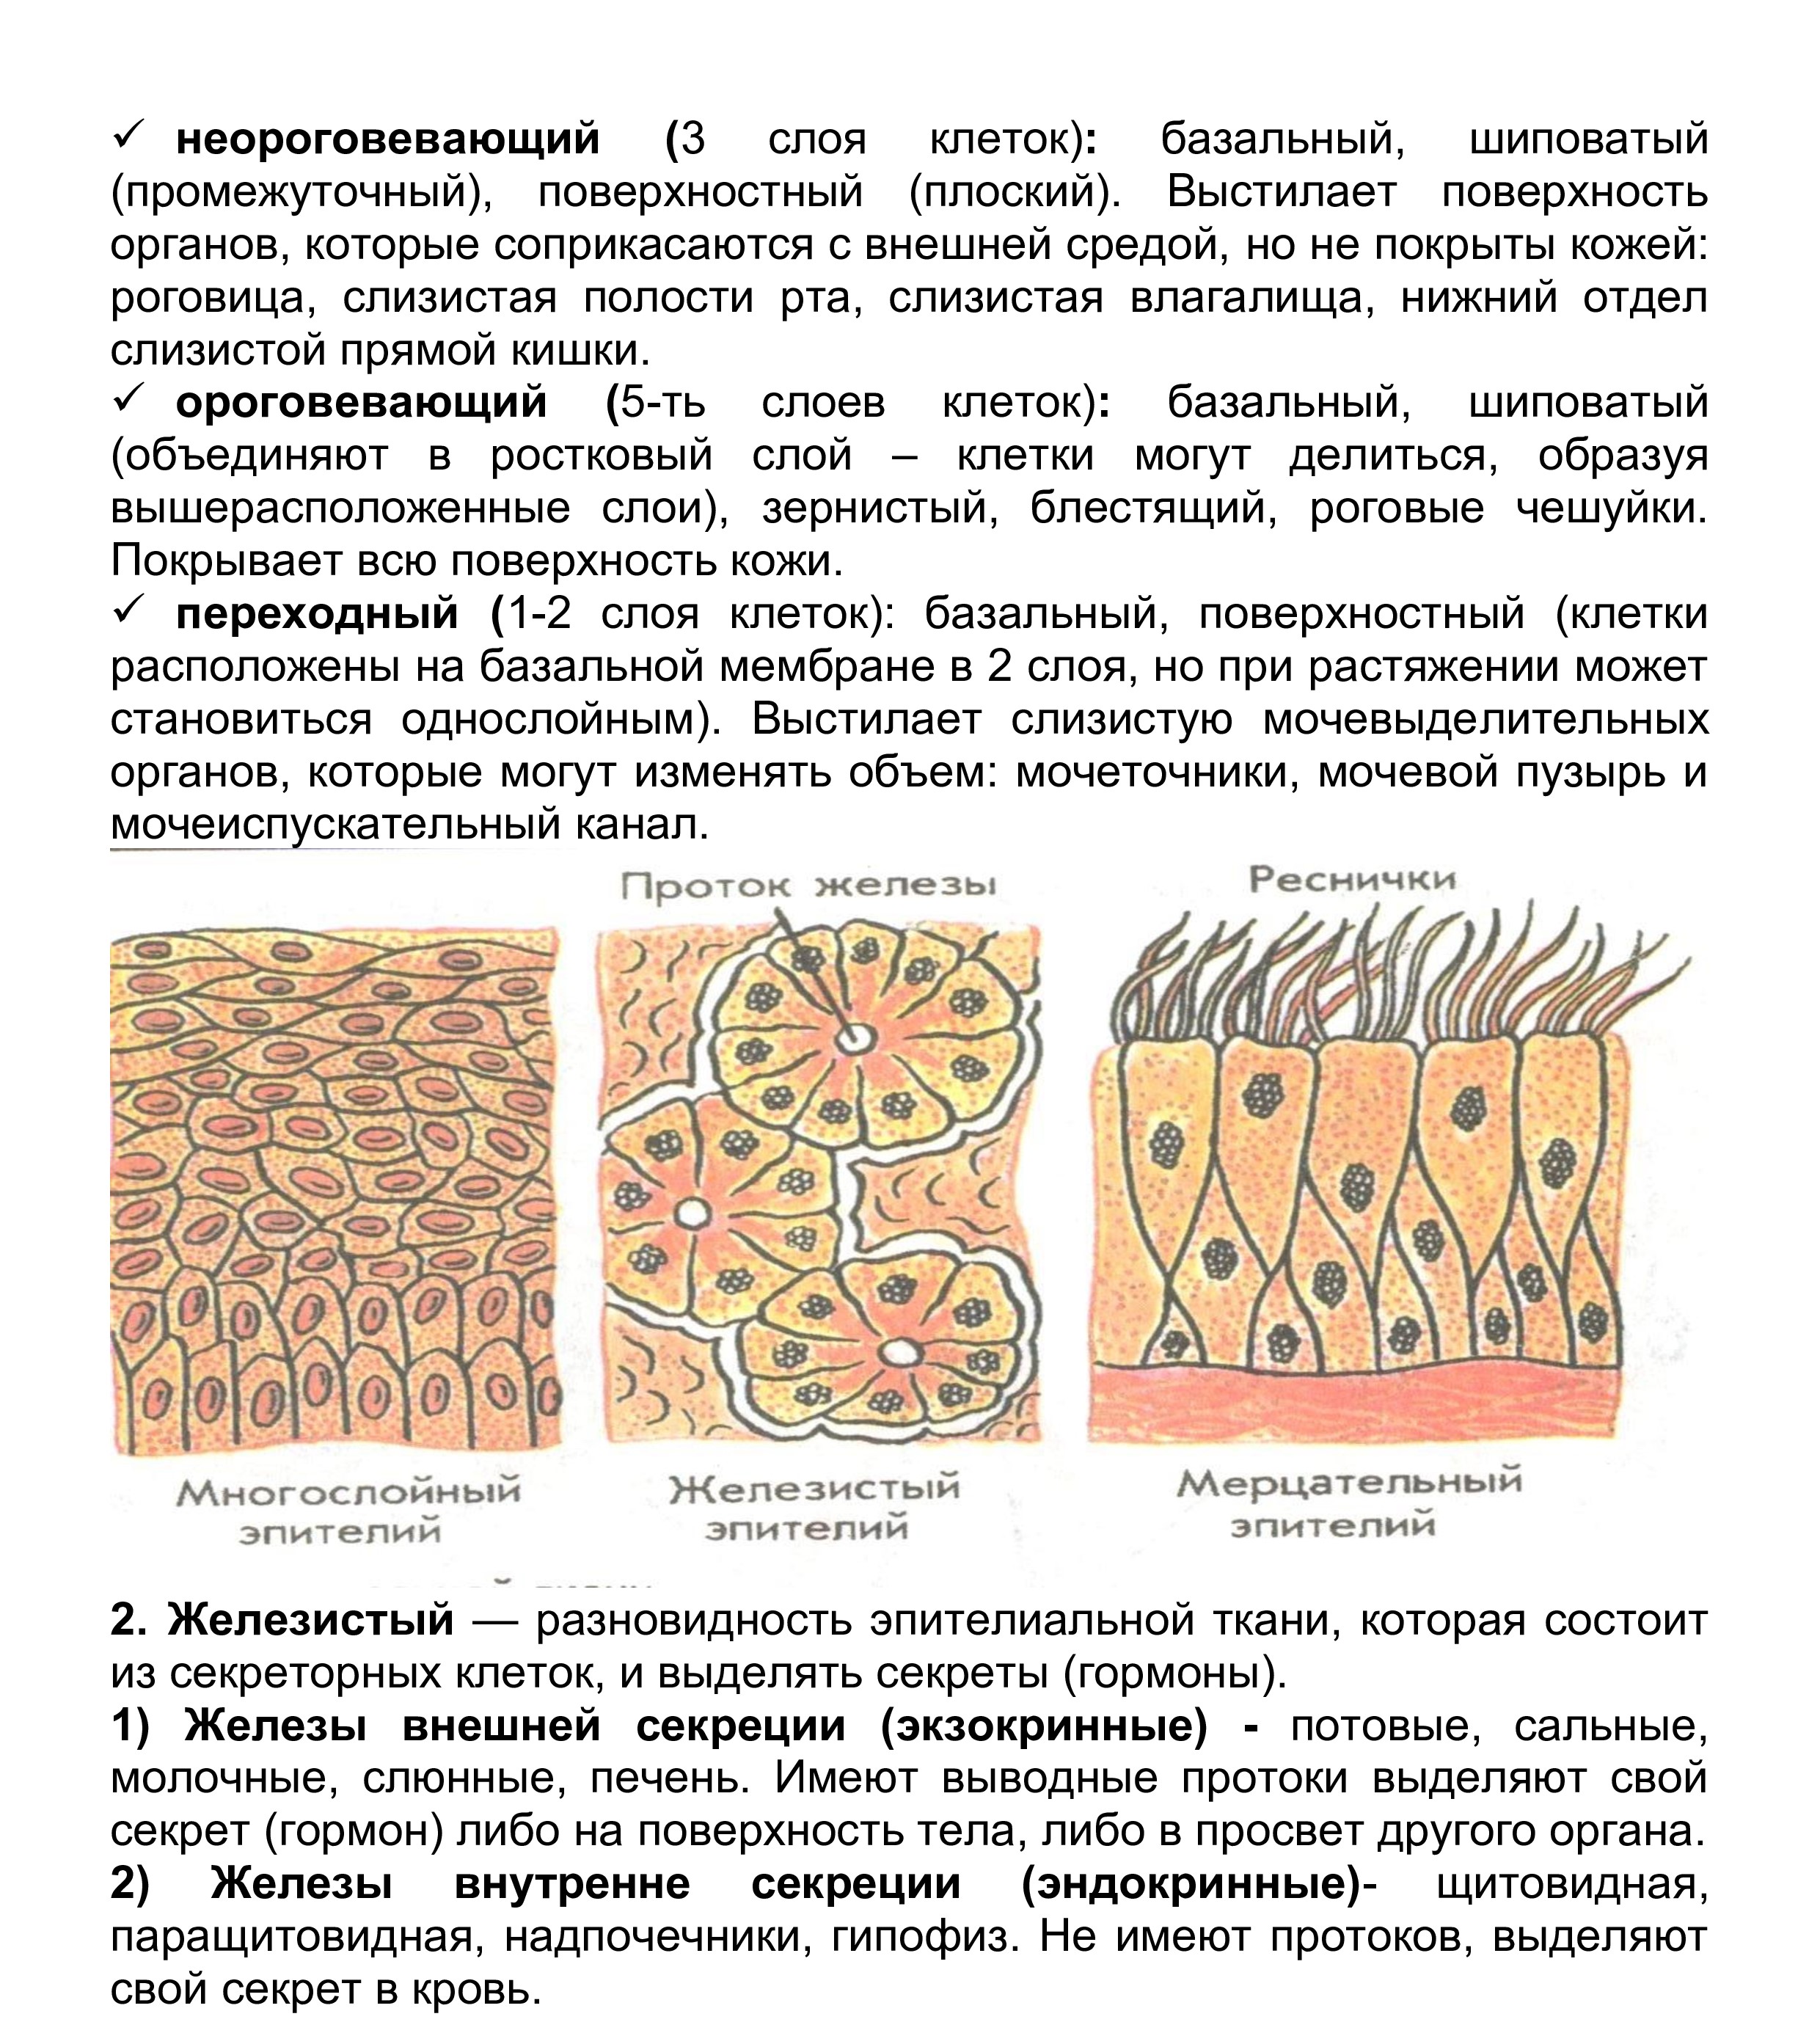 ✓ неороговевающий (3 слоя клеток): базальный, шиповатый
(промежуточный), поверхностный (плоский). Выстилает поверхность
органов, которые соприкасаются с внешней средой, но не покрыты кожей:
роговица, слизистая полости рта, слизистая влагалища, нижний отдел
слизистой прямой кишки.
✓ ороговевающий (5-ть слоев клеток): базальный, шиповатый
(объединяют в ростковый слой – клетки могут делиться, образуя
вышерасположенные слои), зернистый, блестящий, роговые чешуйки.
Покрывает всю поверхность кожи.
✓ переходный (1-2 слоя клеток): базальный, поверхностный (клетки
расположены на базальной мембране в 2 слоя, но при растяжении может
становиться однослойным). Выстилает слизистую мочевыделительных
органов, которые могут изменять объем: мочеточники, мочевой пузырь и
мочеиспускательный канал.
Проток железы
Реснички
Многослойный
эпителий
Железистый
эпителий
Мерцательный
эпителий
2. Железистый — разновидность эпителиальной ткани, которая состоит
из секреторных клеток, и выделять секреты (гормоны).
1) Железы внешней секреции (экзокринные) - потовые, сальные,
молочные, слюнные, печень. Имеют выводные протоки выделяют свой
секрет (гормон) либо на поверхность тела, либо в просвет другого органа.
2) Железы внутренне секреции (эндокринные)- щитовидная,
паращитовидная, надпочечники, гипофиз. Не имеют протоков, выделяют
свой секрет в кровь.